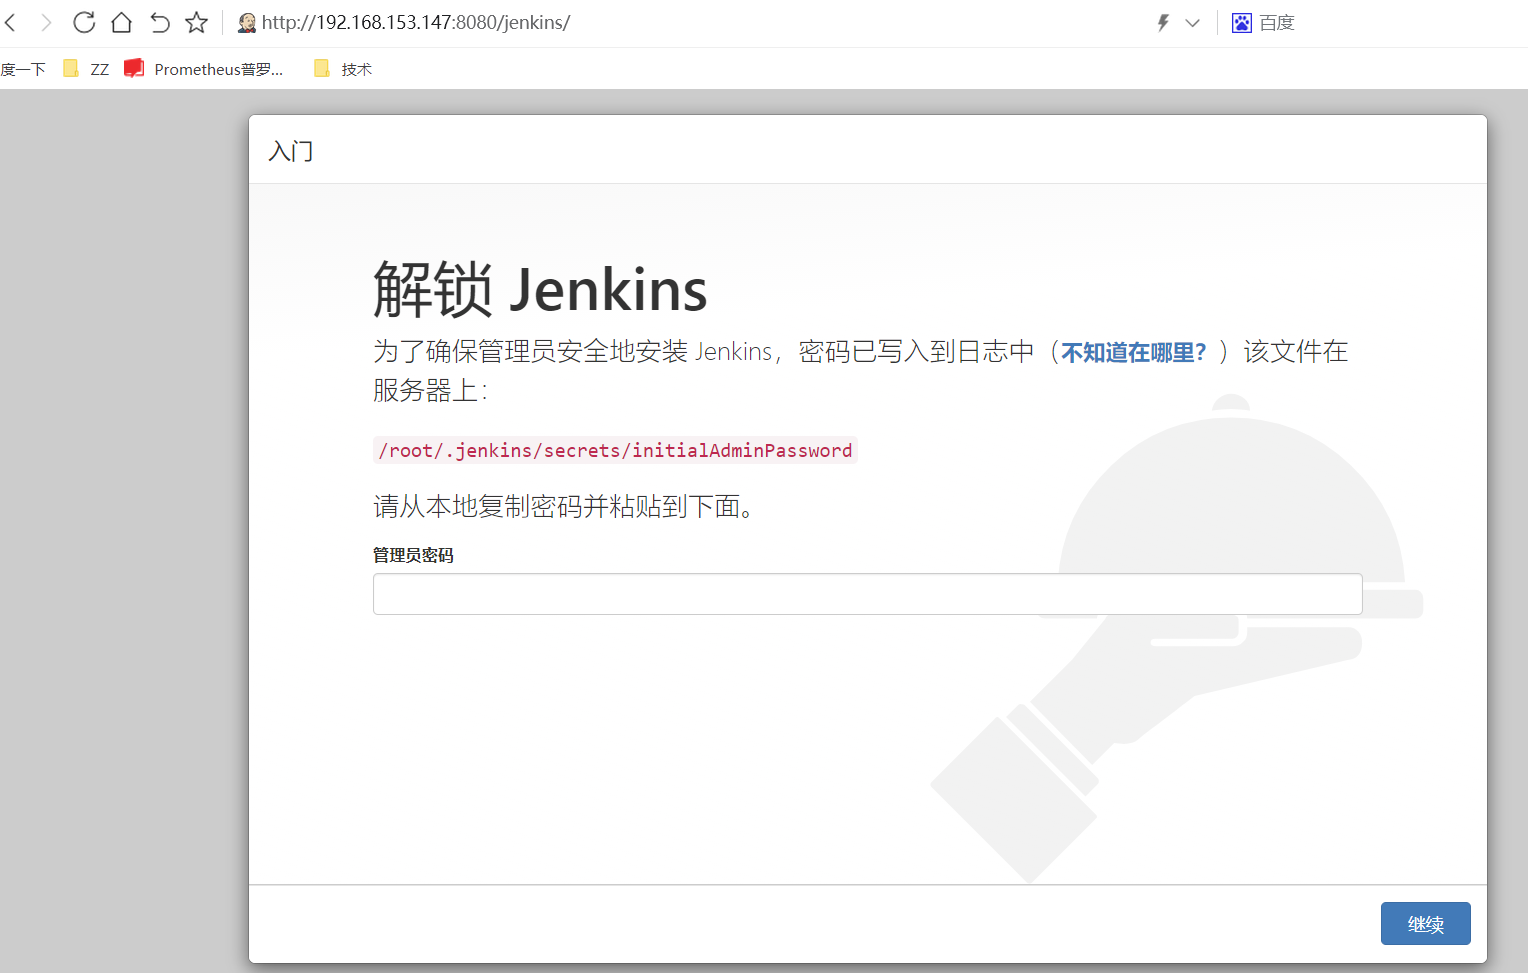 http://192.168.153.147:8080/jenkins/
百度
度一下
ZZ
Prometheus普罗...
技术
入门
解锁 Jenkins
为了确保管理员安全地安装 Jenkins，密码已写入到日志中（不知道在哪里？）该文件在
服务器上：
/root/.jenkins/secrets/initialAdminPassword
请从本地复制密码并粘贴到下面。
管理员密码
继续